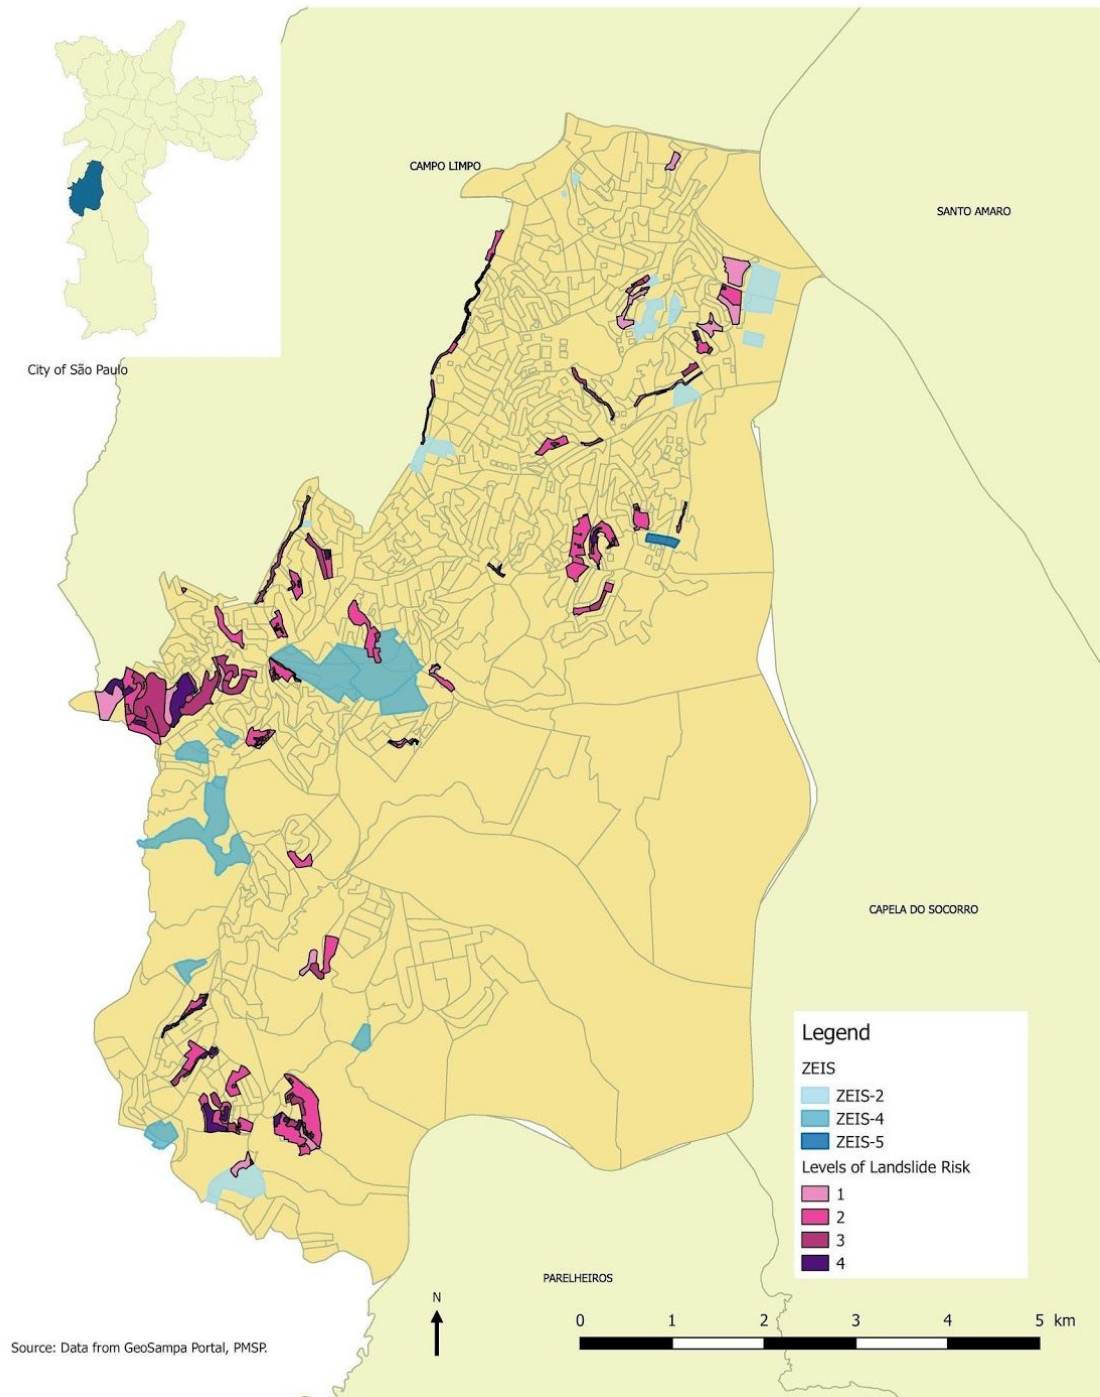 CAMPO LIMPO
SANTO AMARO
City of São Paulo
CAPELA DO SOCORRO
Legend
ZEIS
ZEIS-2
ZEIS-4
ZEIS-5
Levels of Landslide Risk
1
2
3
4
PARELHEIROS
N
0 1 2 3 4 5 km
Source: Data from GeoSampa Portal, PMSP.